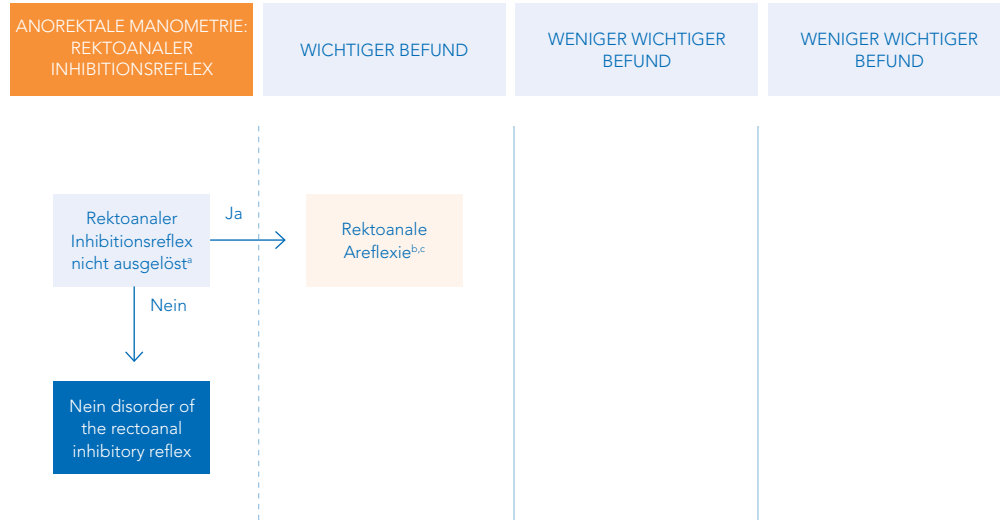 ANOREKTALE MANOMETRIE:
REKTOANALER
INHIBITIONSREFLEX
WICHTIGER BEFUND
WENIGER WICHTIGER
BEFUND
WENIGER WICHTIGER
BEFUND
Rektoanaler
Inhibitionsreflex
nicht ausgelöstᵃ
Ja
Rektoanale
Areflexieᵇ,ᶜ
Nein
Nein disorder of
the rectoanal
inhibitory reflex